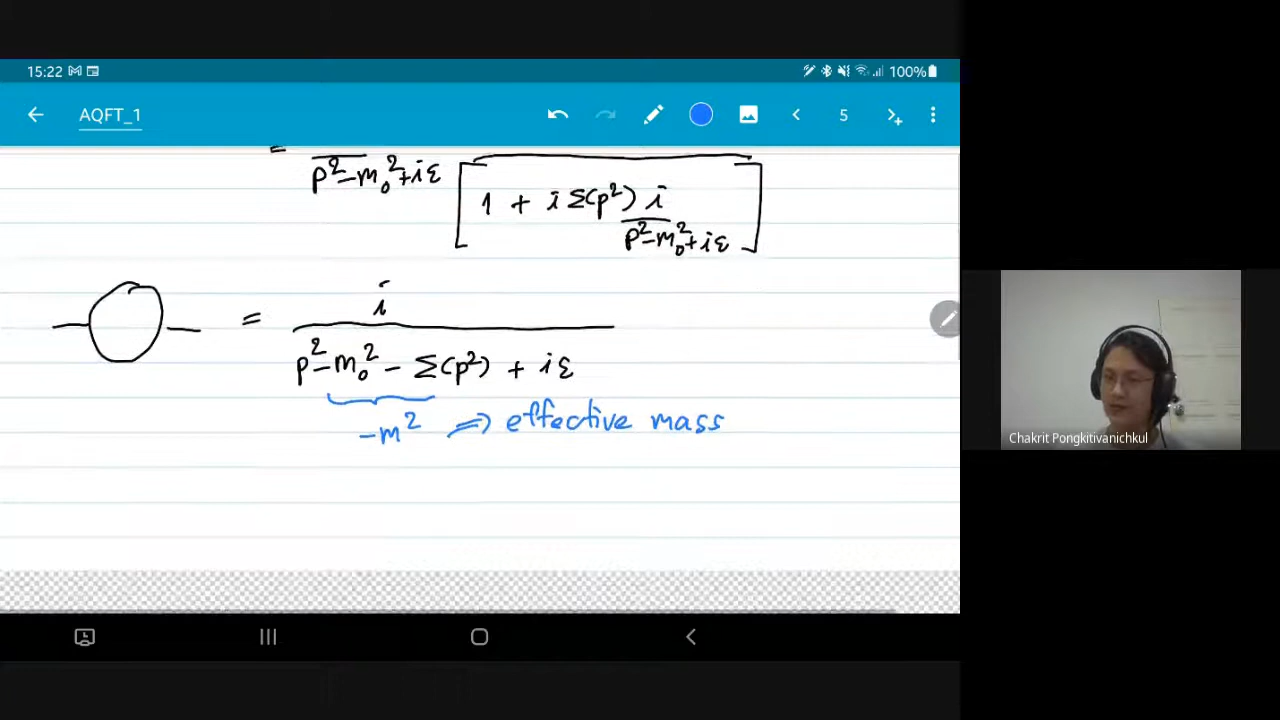 15:22 100%
AQFT_1 5
=
p²-m₀²+iε
1 + iΣ(p²) i
p²-m₀²+iε
= i
p²-m₀² - Σ(p²) + iε
-m² ⇒ effective mass
Chakrit Pongkitivanichkul